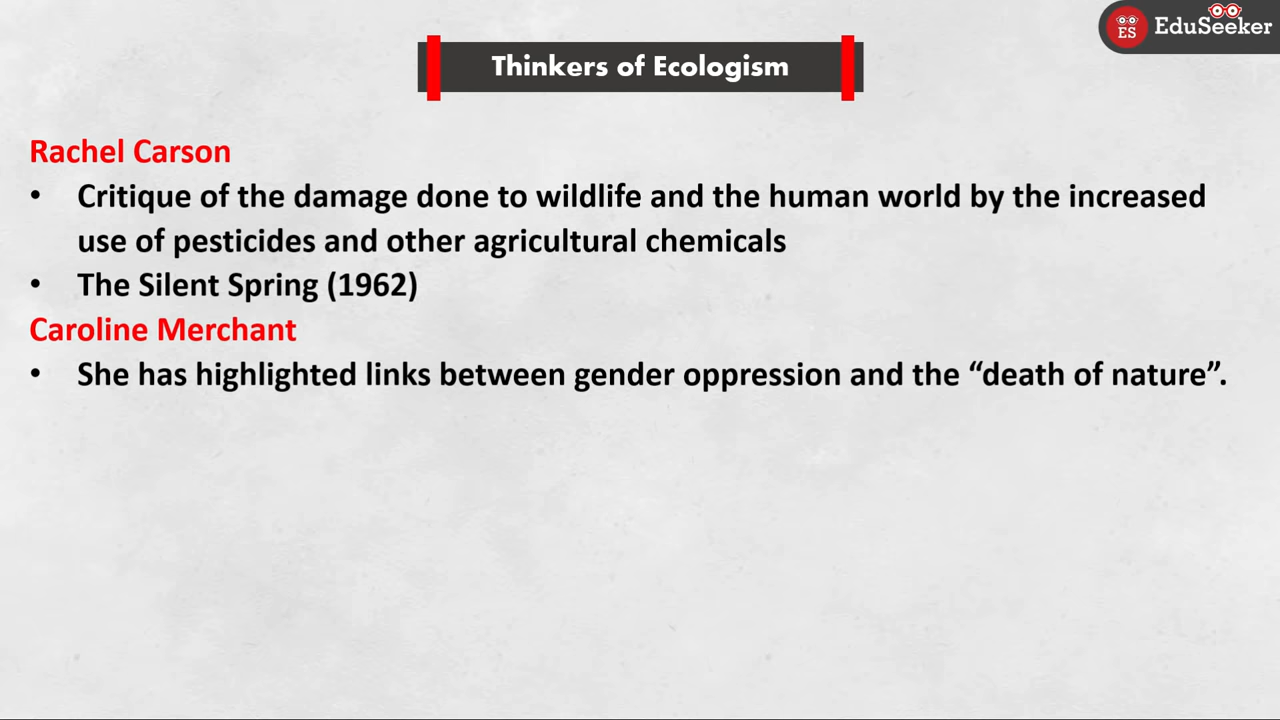 ES EduSeeker
Thinkers of Ecologism
Rachel Carson
• Critique of the damage done to wildlife and the human world by the increased
use of pesticides and other agricultural chemicals
• The Silent Spring (1962)
Caroline Merchant
• She has highlighted links between gender oppression and the “death of nature”.